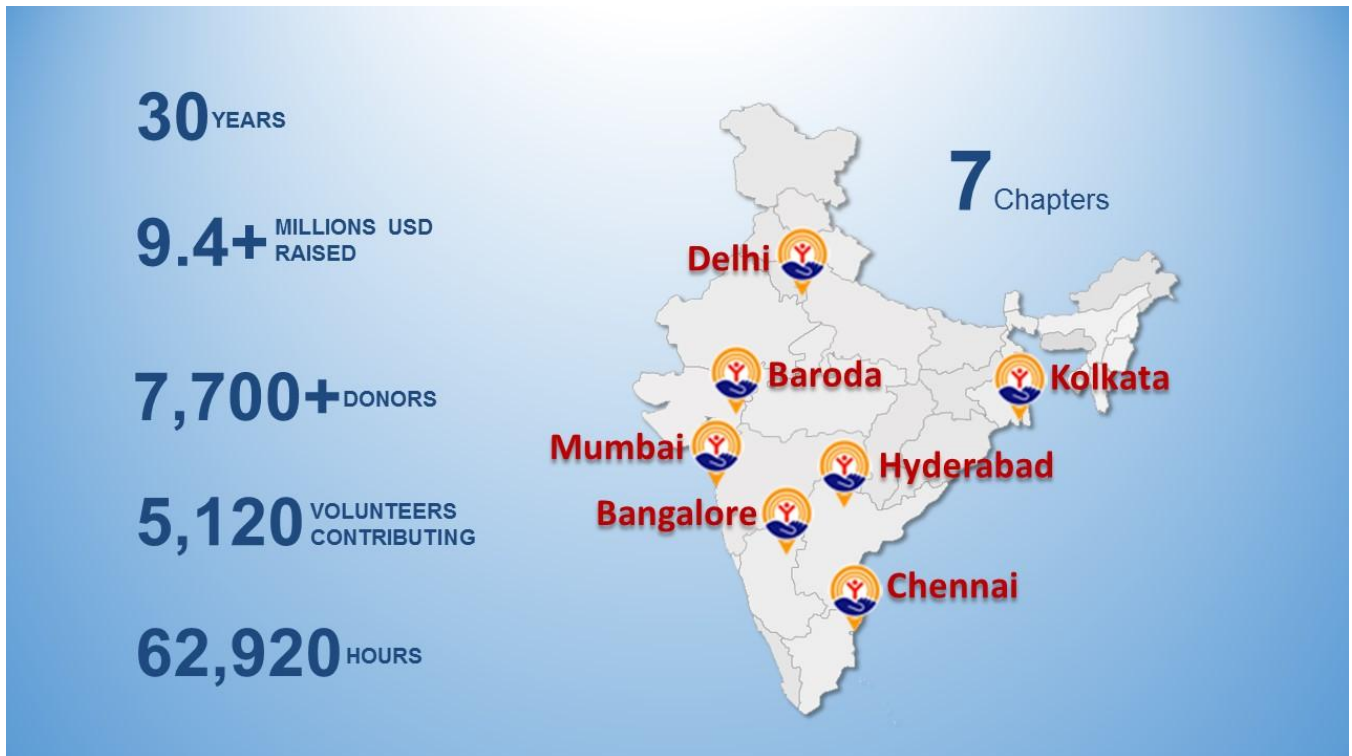 30 YEARS
9.4+ MILLIONS USD
RAISED
7,700+ DONORS
5,120 VOLUNTEERS
CONTRIBUTING
62,920 HOURS
7 Chapters
Delhi
Baroda
Kolkata
Mumbai
Hyderabad
Bangalore
Chennai